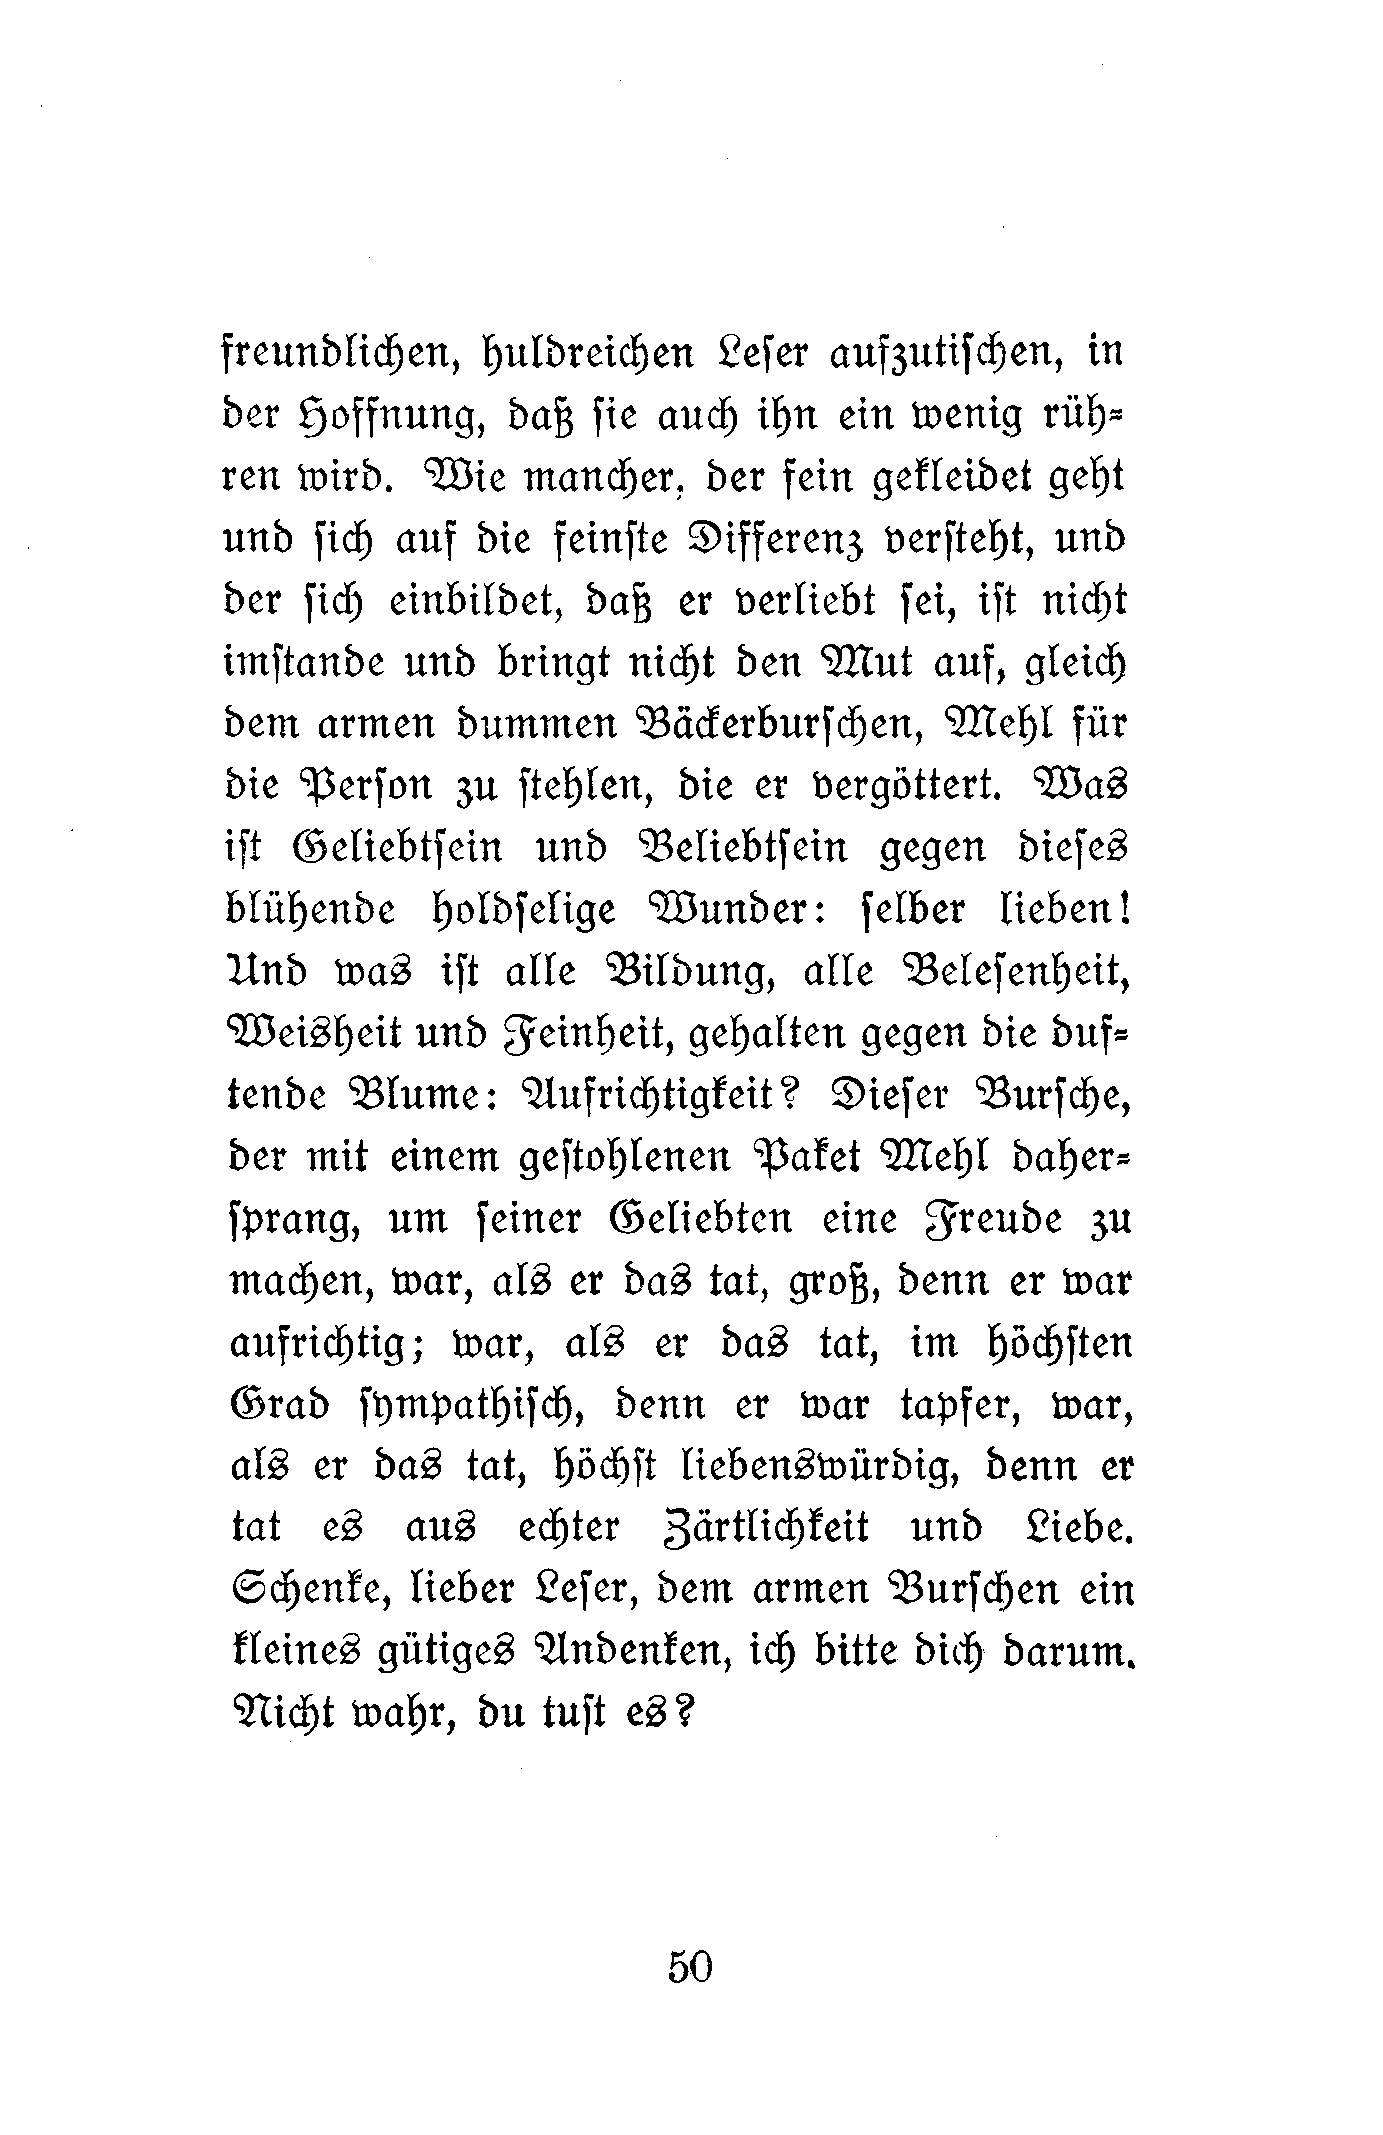 freundlichen, huldreichen Leser aufzutischen, in
der Hoffnung, daß sie auch ihn ein wenig rüh-
ren wird. Wie mancher, der fein gekleidet geht
und sich auf die feinste Differenz versteht, und
der sich einbildet, daß er verliebt sei, ist nicht
imstande und bringt nicht den Mut auf, gleich
dem armen dummen Bäckerburschen, Mehl für
die Person zu stehlen, die er vergöttert. Was
ist Geliebtsein und Beliebtsein gegen dieses
blühende holdselige Wunder: selber lieben!
Und was ist alle Bildung, alle Belesenheit,
Weisheit und Feinheit, gehalten gegen die duf-
tende Blume: Aufrichtigkeit? Dieser Bursche,
der mit einem gestohlenen Paket Mehl daher-
sprang, um seiner Geliebten eine Freude zu
machen, war, als er das tat, groß, denn er war
aufrichtig; war, als er das tat, im höchsten
Grad sympathisch, denn er war tapfer, war,
als er das tat, höchst liebenswürdig, denn er
tat es aus echter Zärtlichkeit und Liebe.
Schenke, lieber Leser, dem armen Burschen ein
kleines gütiges Andenken, ich bitte dich darum.
Nicht wahr, du tust es?
50